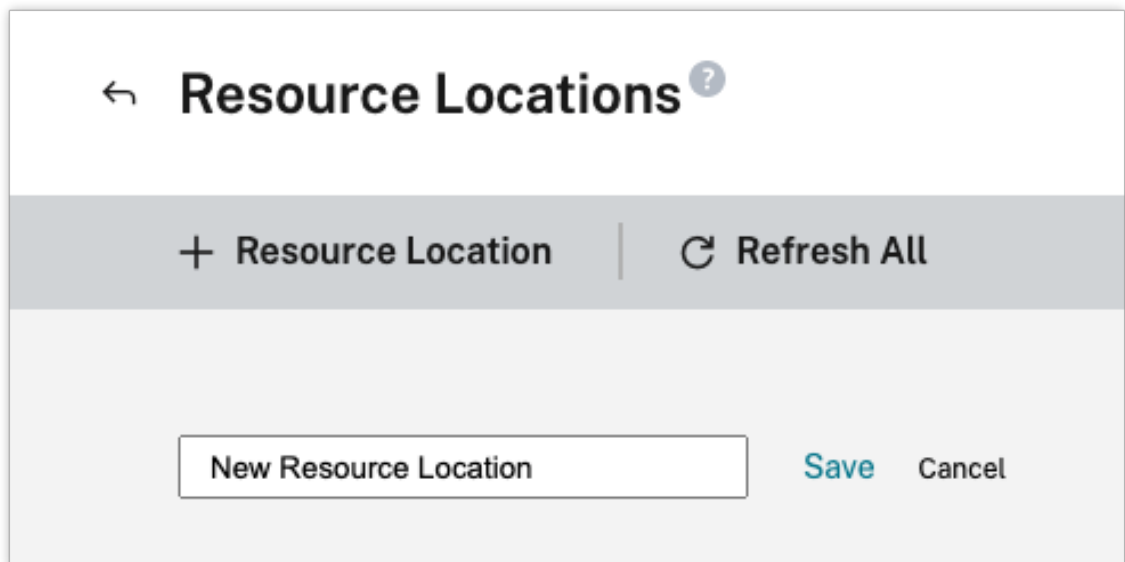 Resource Locations ?
+ Resource Location Refresh All
New Resource Location Save Cancel